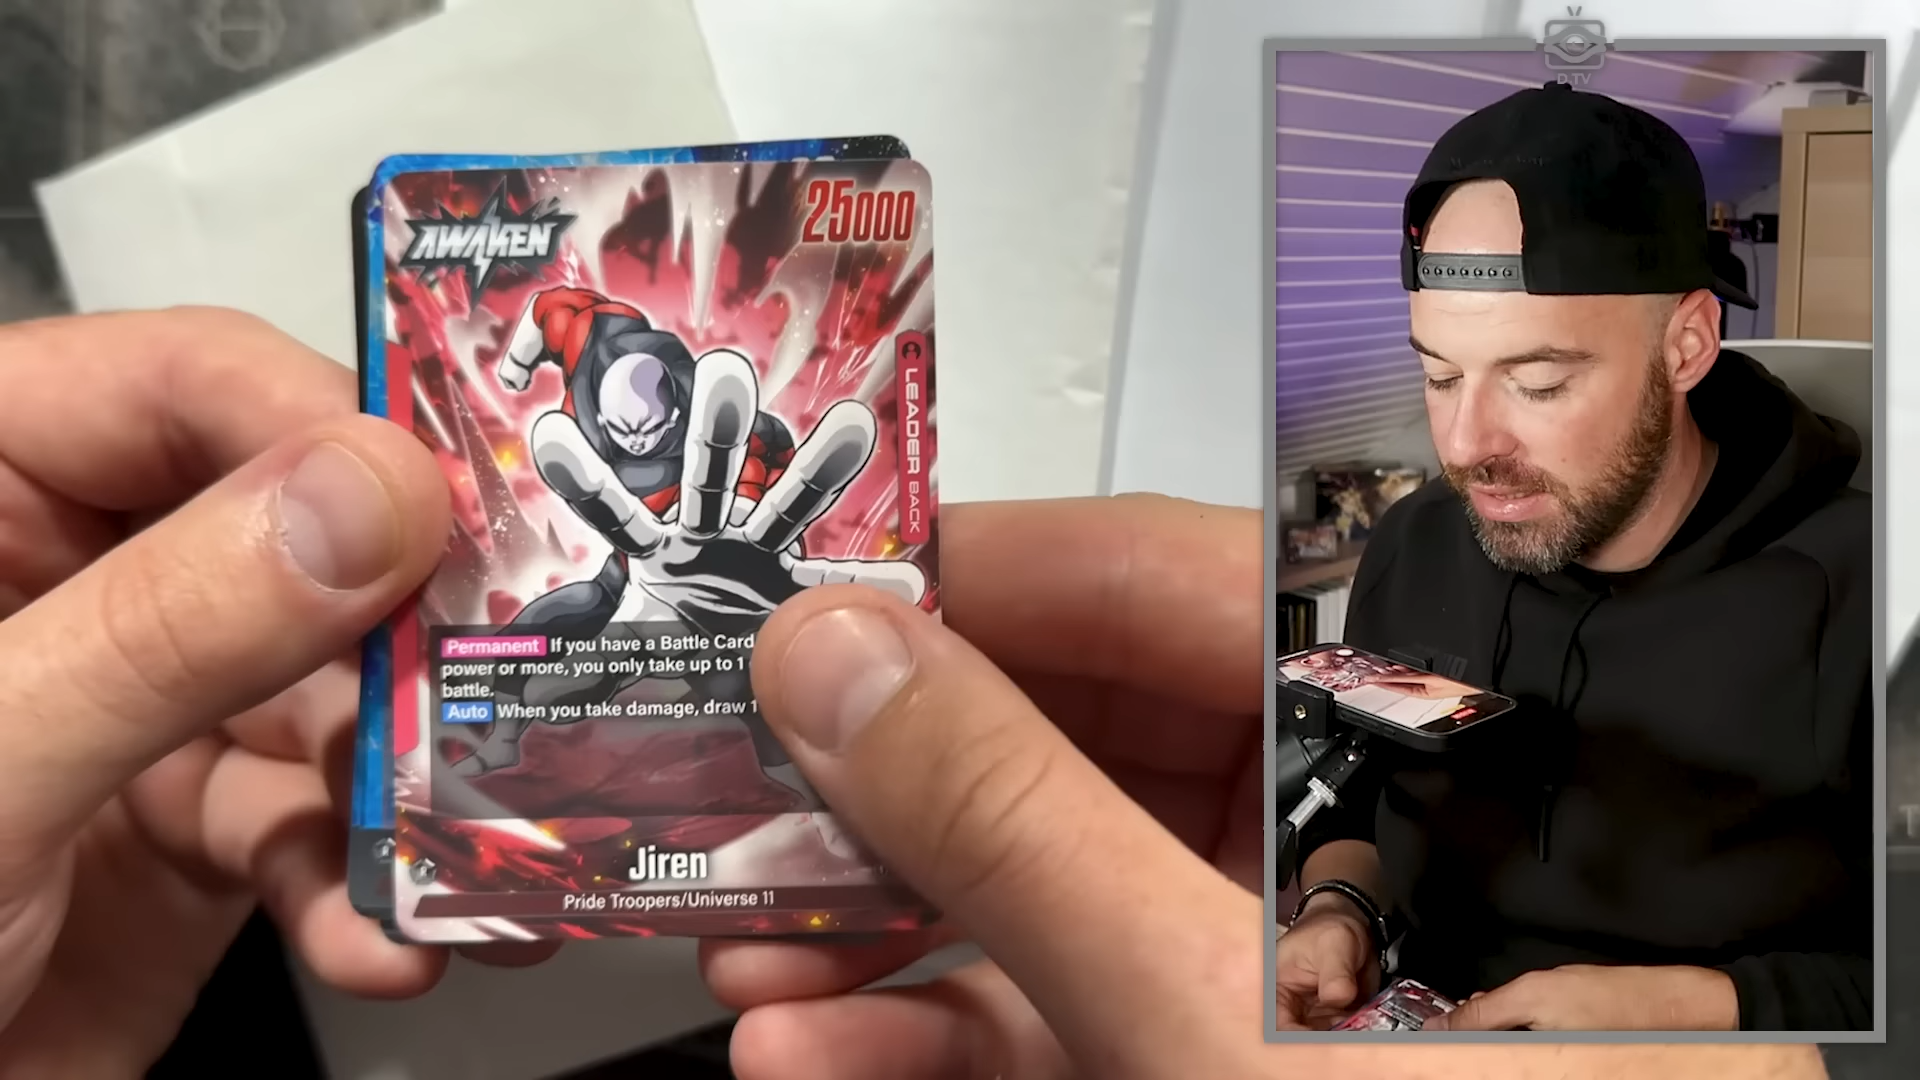 D.TV
AWAKEN
25000
LEADER BACK
Permanent If you have a Battle Card
power or more, you only take up to 1
battle.
Auto When you take damage, draw 1
Jiren
Pride Troopers/Universe 11